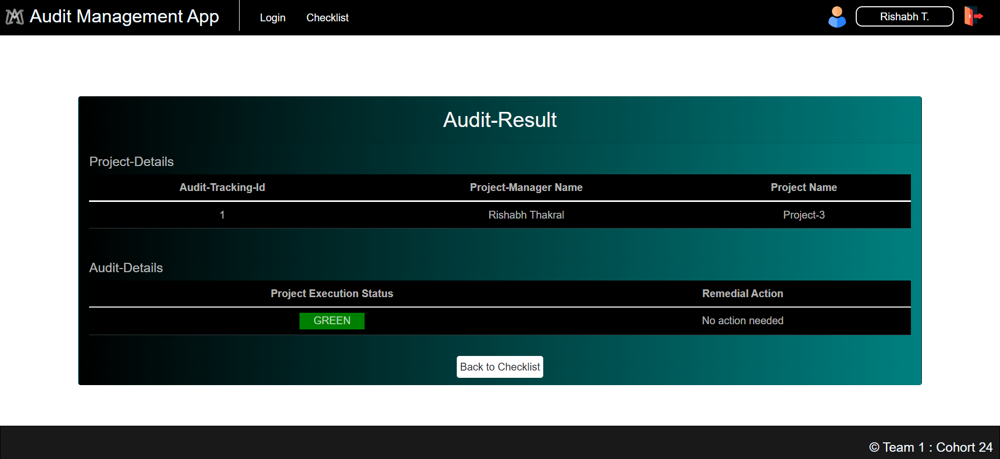 Audit Management App Login Checklist Rishabh T.
Audit-Result
Project-Details
Audit-Tracking-Id Project-Manager Name Project Name
1 Rishabh Thakral Project-3
Audit-Details
Project Execution Status Remedial Action
GREEN No action needed
Back to Checklist
© Team 1 : Cohort 24